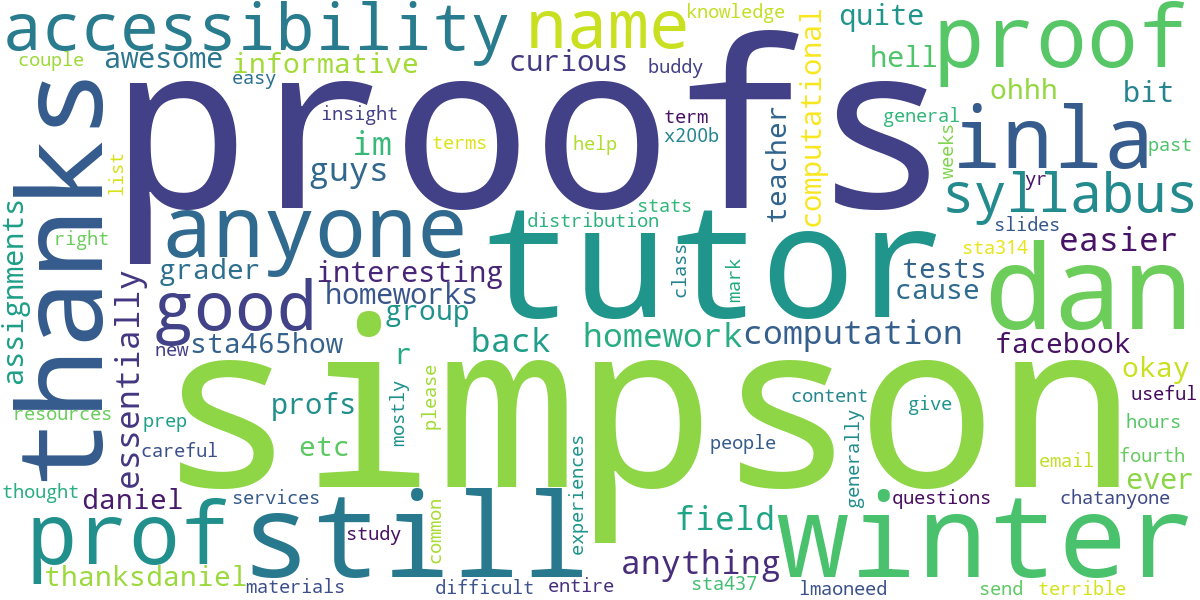 accessibility
name
knowledge
quite
proof
couple
awesome
informative
curious
buddy
computational
hell
easy
thanks
proofs
insight
term
ohhh
bit
im
terms
help
x200b
general
inla
past
guys
list
teacher
weeks
yr
syllabus
assignments
anyone
stats
distribution
tutor
slides
right
sta314
easier
grader
interesting
class
mark
tests
dan
essentially
good
homeworks
cause
group
new
sta465how
back
homework
computation
facebook
r
simpson
okay
resources
prep
profs
mostly
please
content
give
useful
hours
careful
etc
people
generally
email
fourth
ever
thought
daniel
services
still
experiences
questions
chatanyone
prof
study
common
field
winter
thanksdaniel
anything
materials
difficult
entire
sta437
lmaoneed
send
terrible